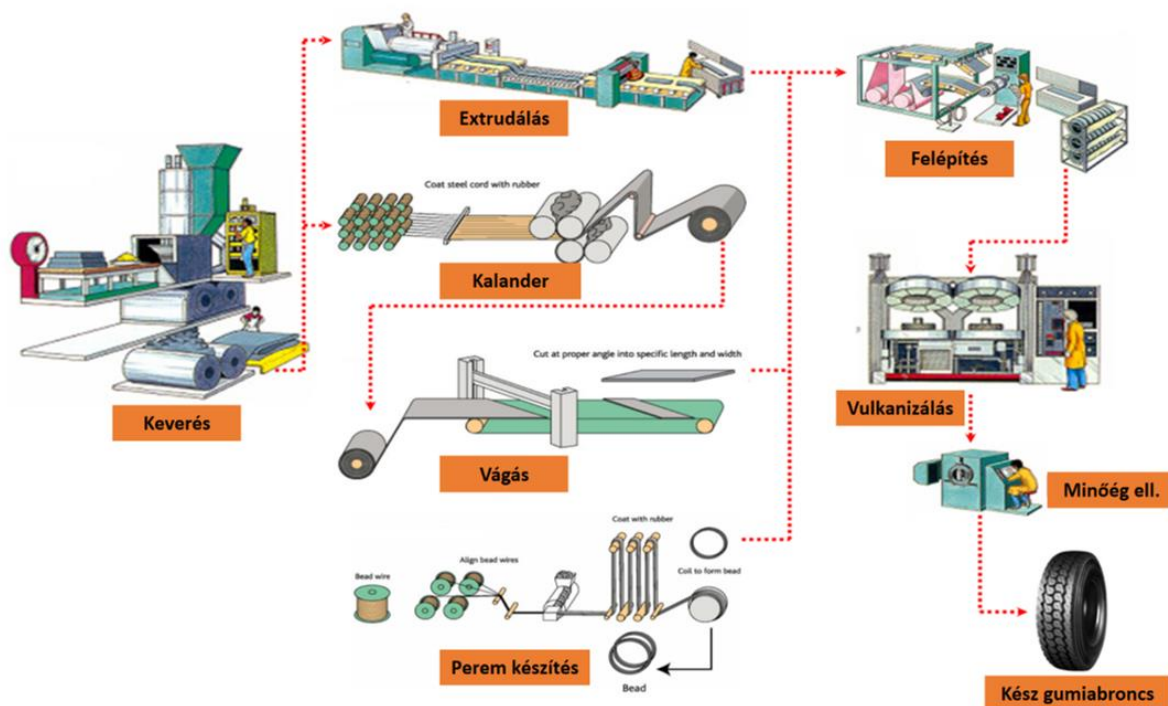 Extrudálás
Felépítés
Coat steel cord with rubber
Kalander
Keverés
Cut at proper angle into specific length and width
Vágás
Vulkanizálás
Minőég ell.
Coat with rubber
Align bead wires
Bead wire
Coil to form bead
Perem készítés
Bead
Kész gumiabroncs